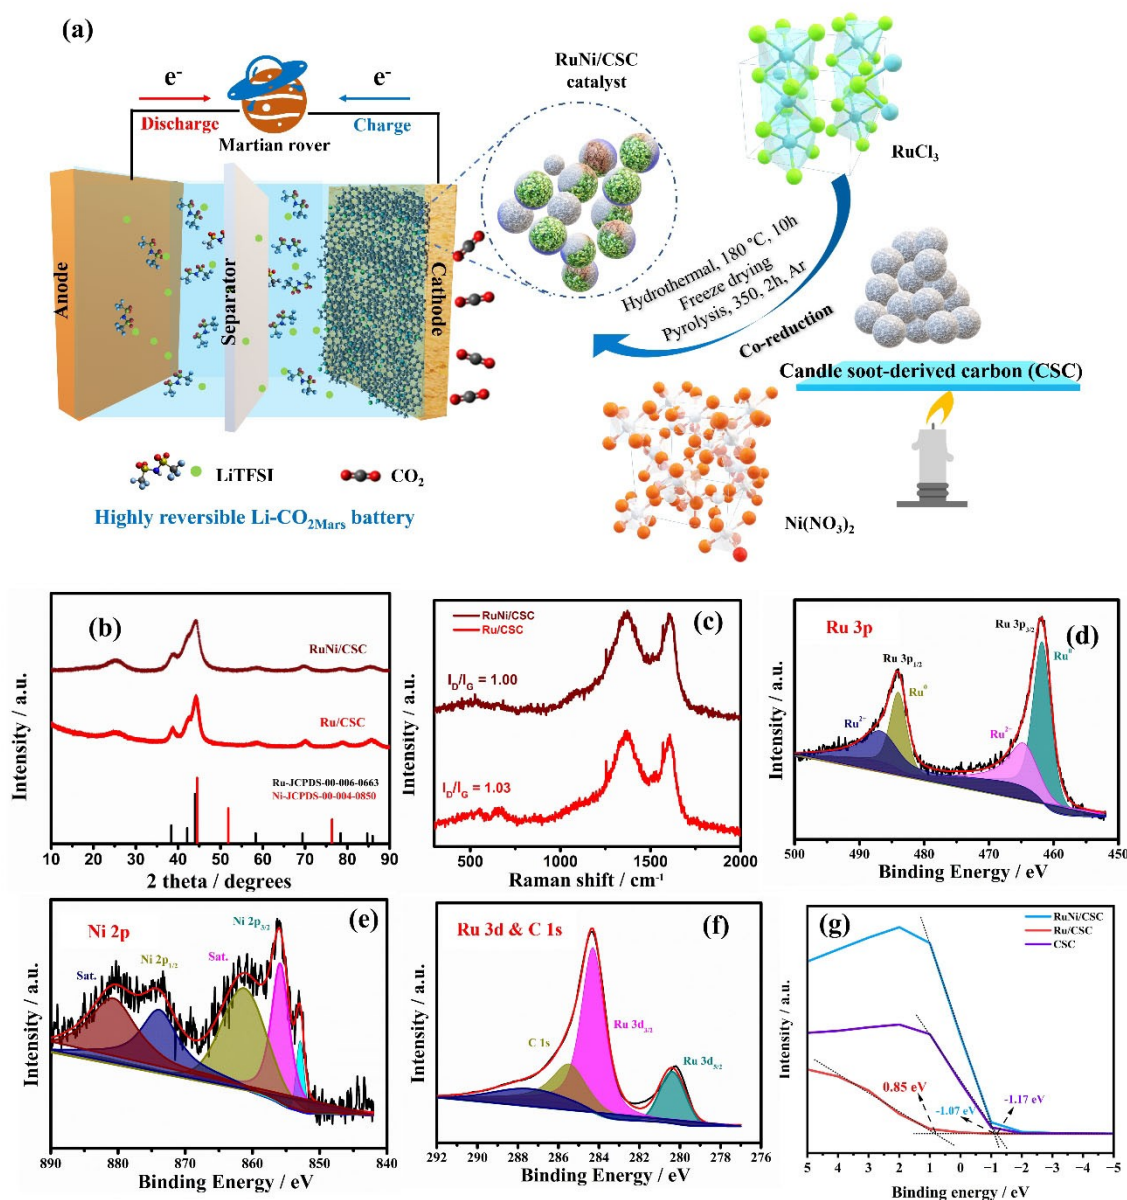 (a)
e⁻
e⁻
Discharge
Charge
Martian rover
RuNi/CSC
catalyst
RuCl₃
Anode
Separator
Cathode
Hydrothermal, 180 °C, 10h
Freeze drying
Pyrolysis, 350, 2h, Ar
Co-reduction
Candle soot-derived carbon (CSC)
LiTFSI
CO₂
Ni(NO₃)₂
Highly reversible Li-CO₂Mars battery
(b)
RuNi/CSC
Ru/CSC
Ru-JCPDS-00-006-0663
Ni-JCPDS-00-004-0850
Intensity / a.u.
10 20 30 40 50 60 70 80 90
2 theta / degrees
(c)
RuNi/CSC
Ru/CSC
I_D/I_G = 1.00
I_D/I_G = 1.03
Intensity / a.u.
500 1000 1500 2000
Raman shift / cm⁻¹
(d)
Ru 3p
Ru 3p₃/₂
Ru⁰
Ru 3p₁/₂
Ru⁰
Intensity / a.u.
500 490 480 470 460 450
Binding Energy / eV
(e)
Ni 2p
Ni 2p₃/₂
Ni 2p₁/₂
Sat.
Sat.
Intensity / a.u.
890 880 870 860 850 840
Binding Energy / eV
(f)
Ru 3d & C 1s
Ru 3d₃/₂
C 1s
Ru 3d₅/₂
Intensity / a.u.
292 290 288 286 284 282 280 278 276
Binding Energy / eV
(g)
RuNi/CSC
Ru/CSC
CSC
0.85 eV
-1.07 eV
-1.17 eV
Intensity / a.u.
5 4 3 2 1 0 -1 -2 -3 -4 -5
Binding energy / eV